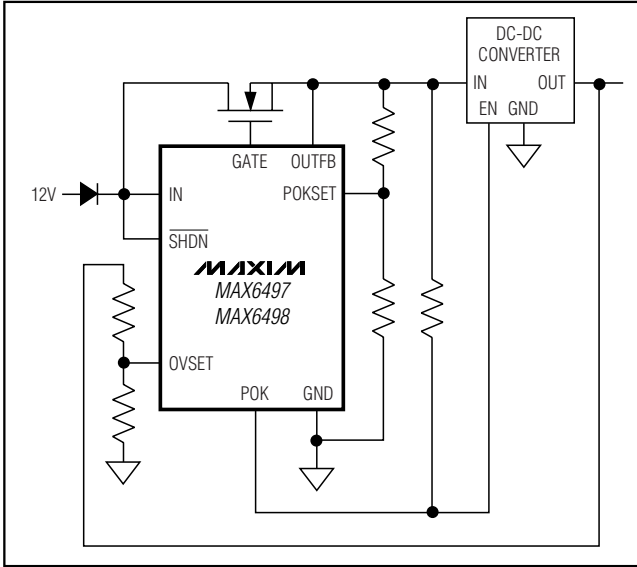 DC-DC
CONVERTER
IN OUT
EN GND
GATE OUTFB
12V
IN
POKSET
SHDN
MAXIM
MAX6497
MAX6498
OVSET
POK GND